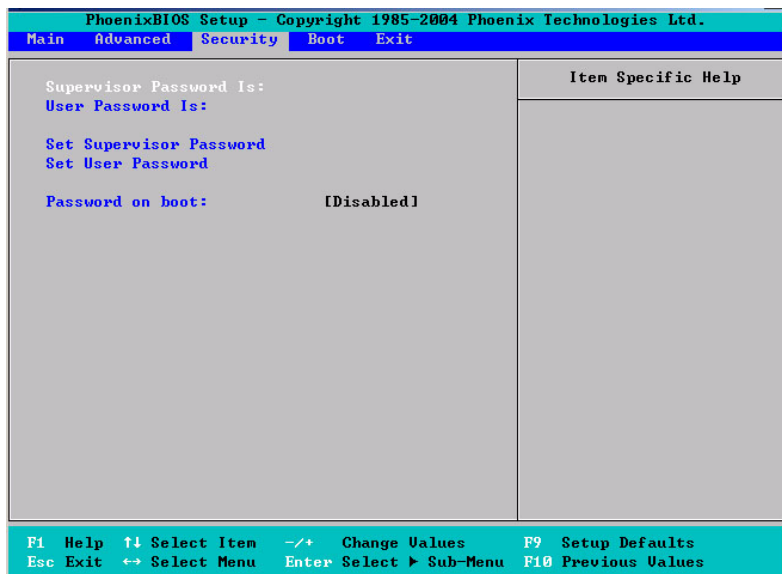 PhoenixBIOS Setup - Copyright 1985-2004 Phoenix Technologies Ltd.
Main Advanced Security Boot Exit
Item Specific Help
Supervisor Password Is:
User Password Is:
Set Supervisor Password
Set User Password
Password on boot: [Disabled]
F1 Help ↑↓ Select Item -/+ Change Values F9 Setup Defaults
Esc Exit ↔ Select Menu Enter Select ▶ Sub-Menu F10 Previous Values